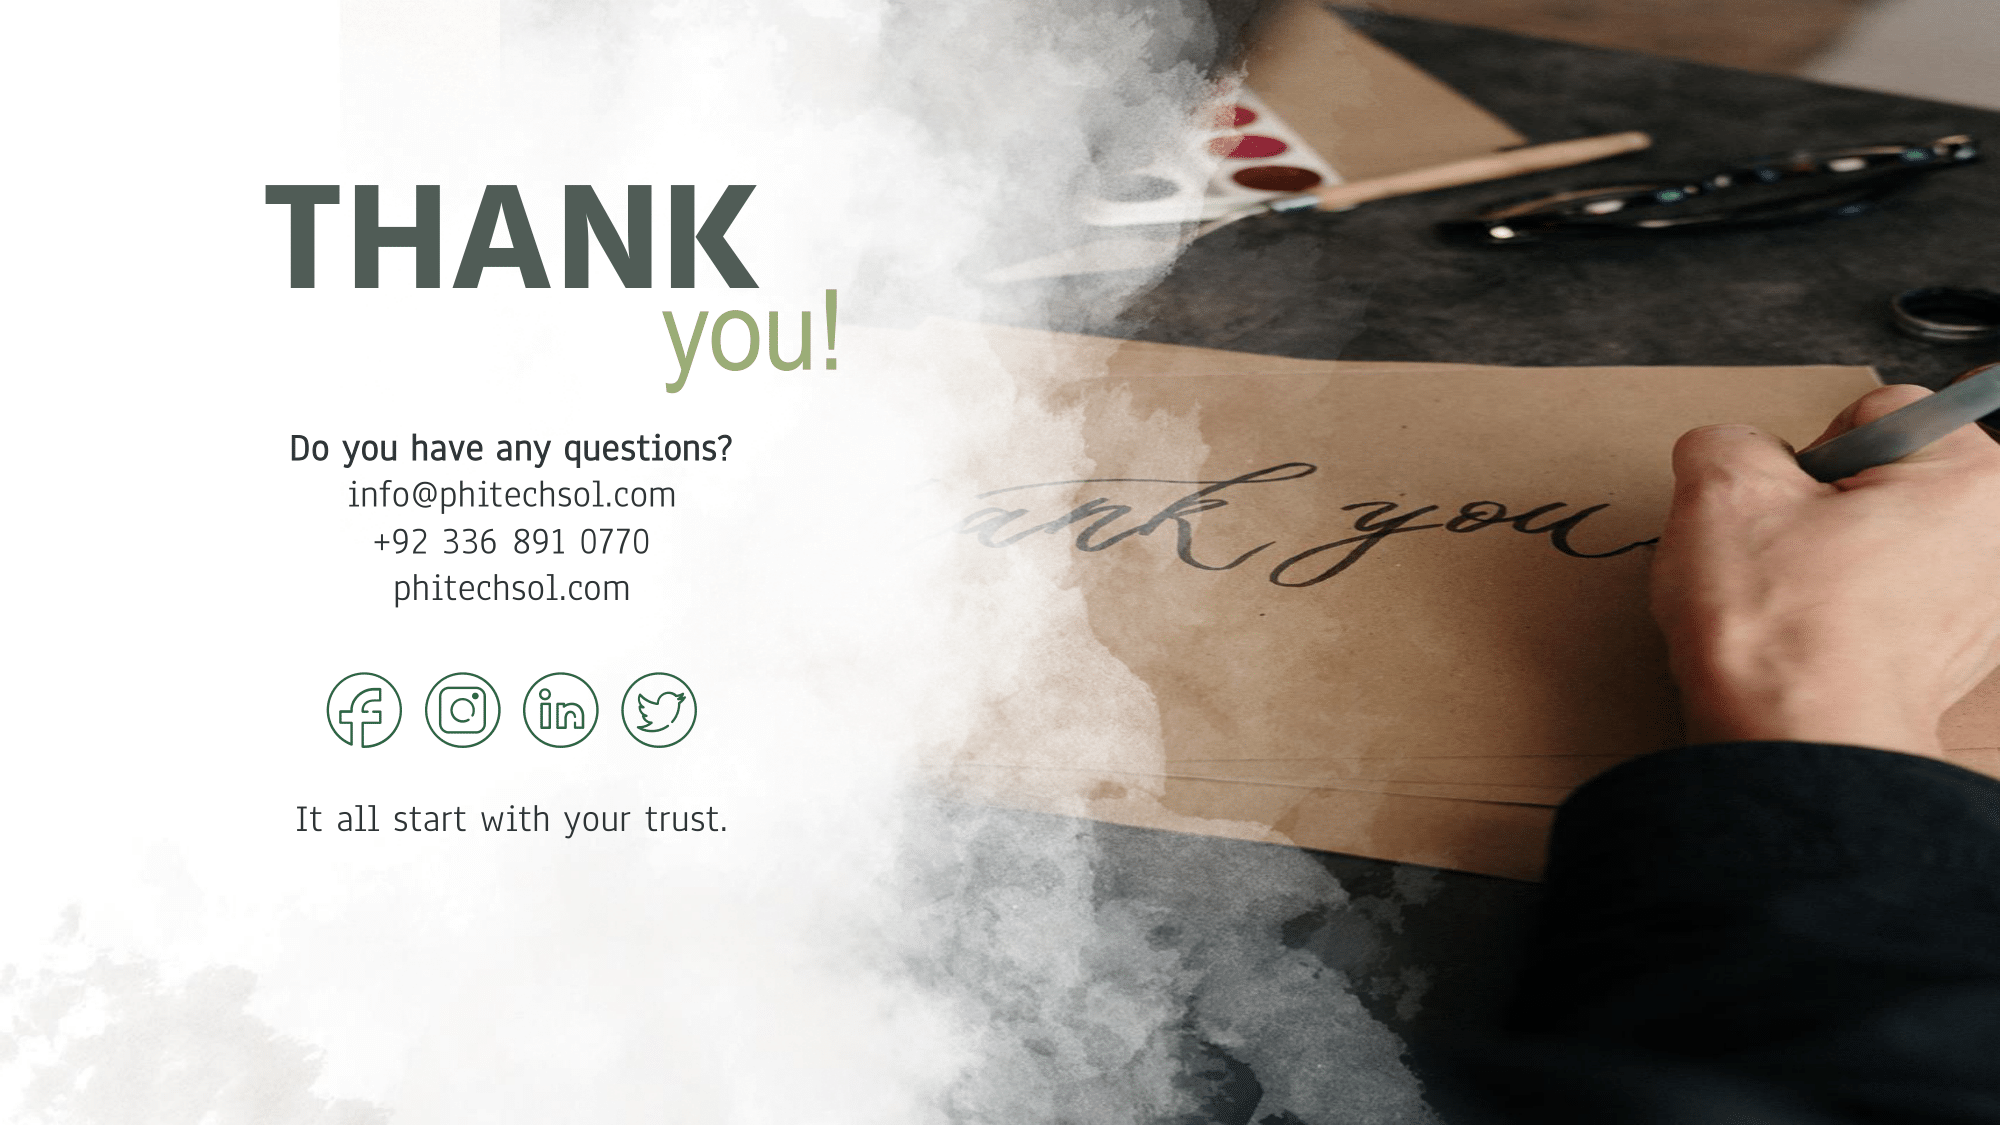 THANK
you!
Do you have any questions?
info@phitechsol.com
+92 336 891 0770
phitechsol.com
It all start with your trust.
ank you